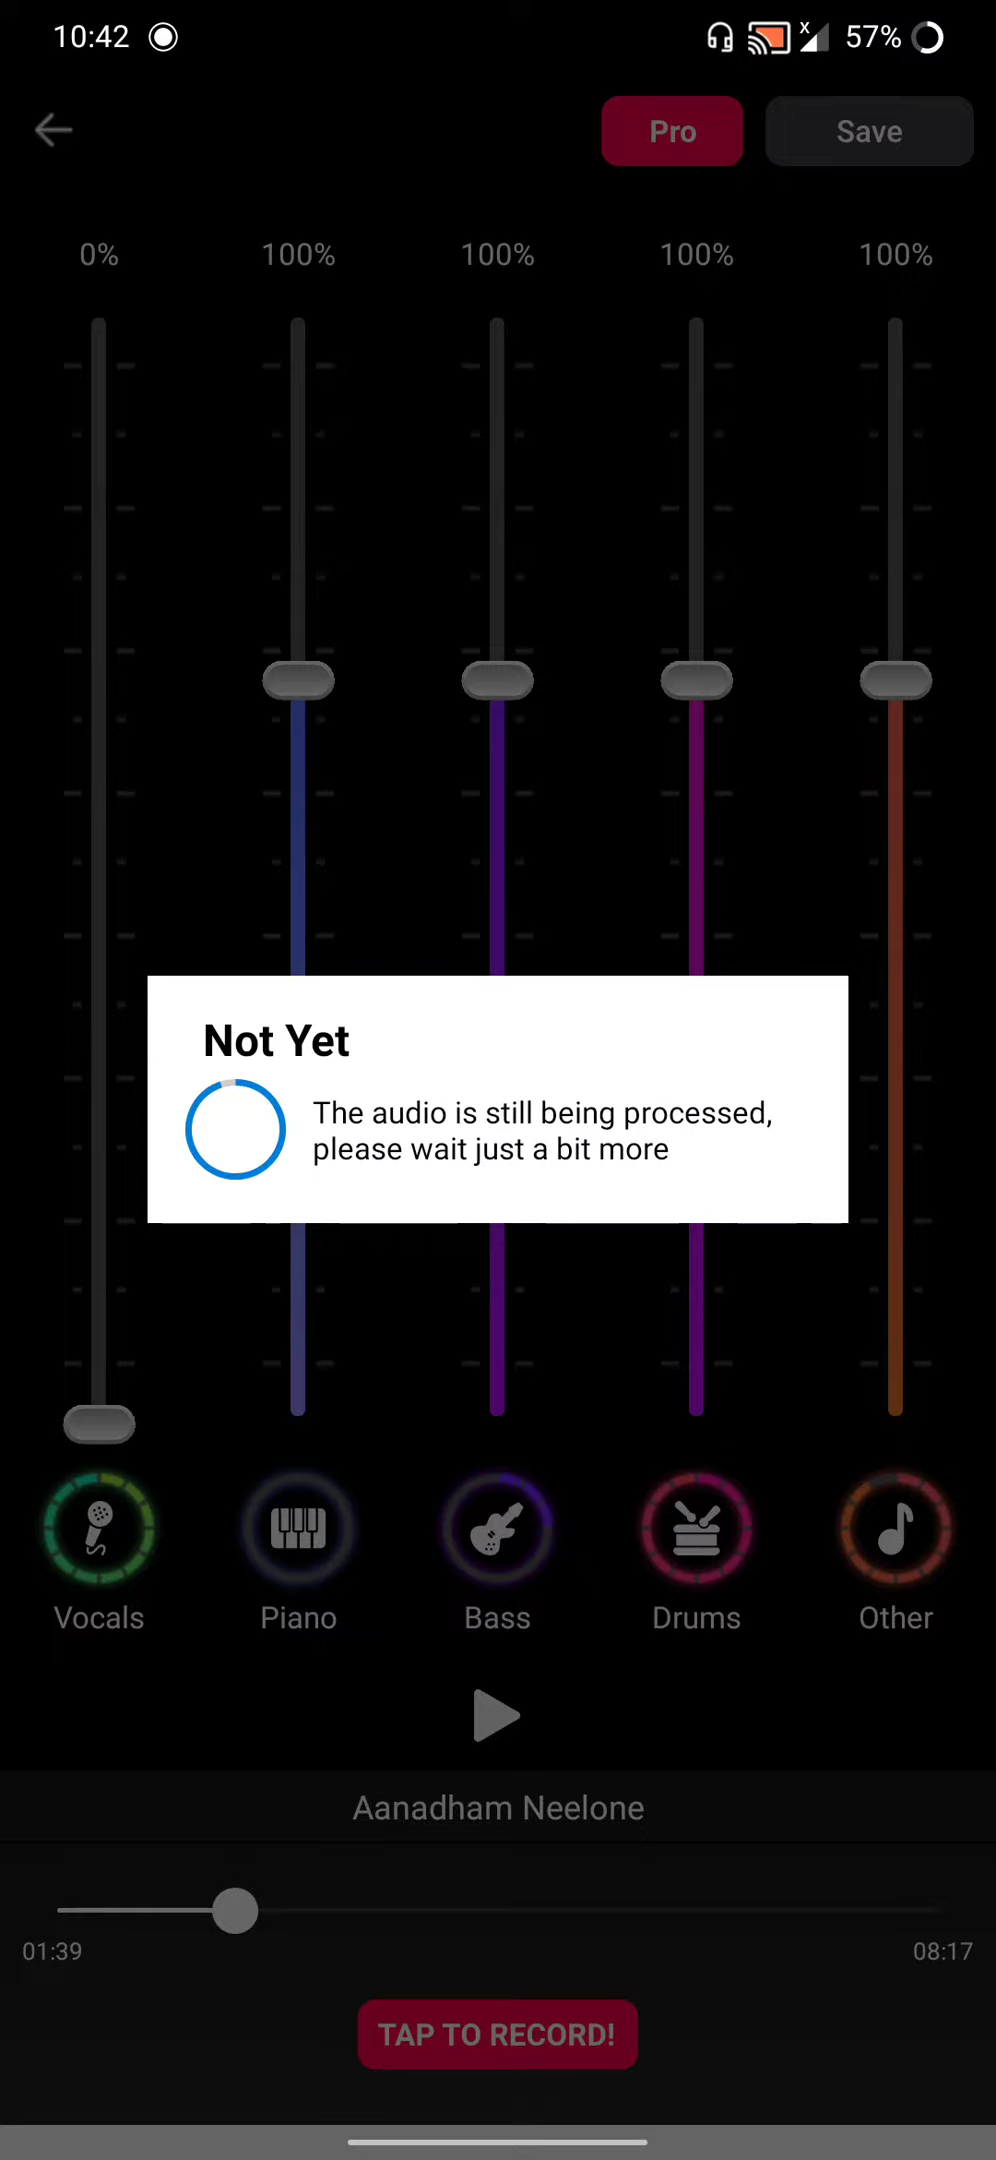 10:42 x 57%
Pro Save
0% 100% 100% 100% 100%
Not Yet
The audio is still being processed,
please wait just a bit more
Vocals Piano Bass Drums Other
Aanadham Neelone
01:39 08:17
TAP TO RECORD!